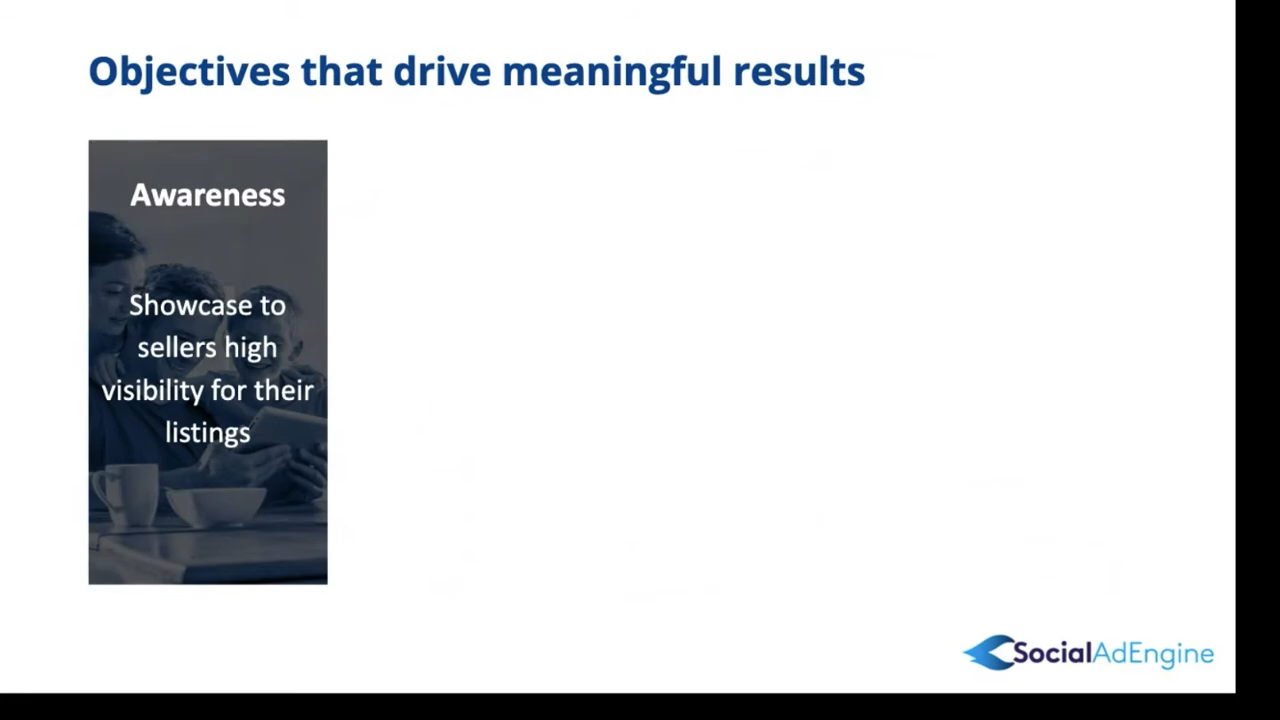 Objectives that drive meaningful results
Awareness
Showcase to
sellers high
visibility for their
listings
SocialAdEngine